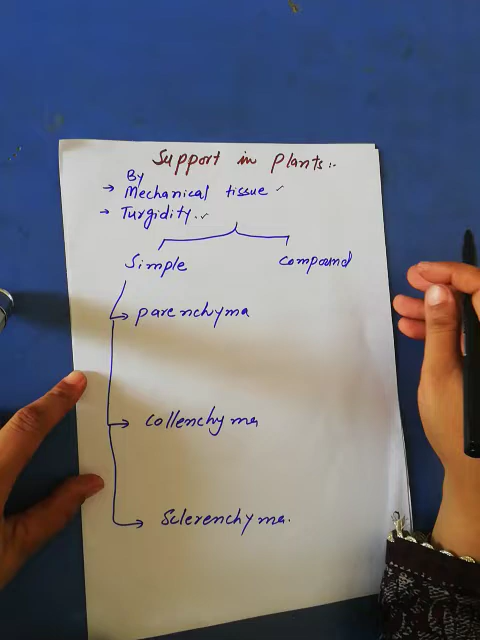 Support in Plants:-
By
→ Mechanical tissue ✓
→ Turgidity. ✓
Simple compound
→ parenchyma
→ collenchyma
→ Sclerenchyma.